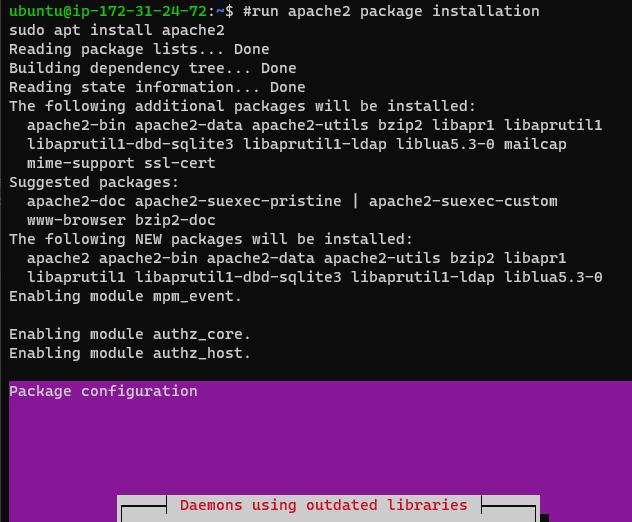 ubuntu@ip-172-31-24-72:~$ #run apache2 package installation
sudo apt install apache2
Reading package lists... Done
Building dependency tree... Done
Reading state information... Done
The following additional packages will be installed:
  apache2-bin apache2-data apache2-utils bzip2 libapr1 libaprutil1
  libaprutil1-dbd-sqlite3 libaprutil1-ldap liblua5.3-0 mailcap
  mime-support ssl-cert
Suggested packages:
  apache2-doc apache2-suexec-pristine | apache2-suexec-custom
  www-browser bzip2-doc
The following NEW packages will be installed:
  apache2 apache2-bin apache2-data apache2-utils bzip2 libapr1
  libaprutil1 libaprutil1-dbd-sqlite3 libaprutil1-ldap liblua5.3-0
Enabling module mpm_event.
Enabling module authz_core.
Enabling module authz_host.
Package configuration
Daemons using outdated libraries